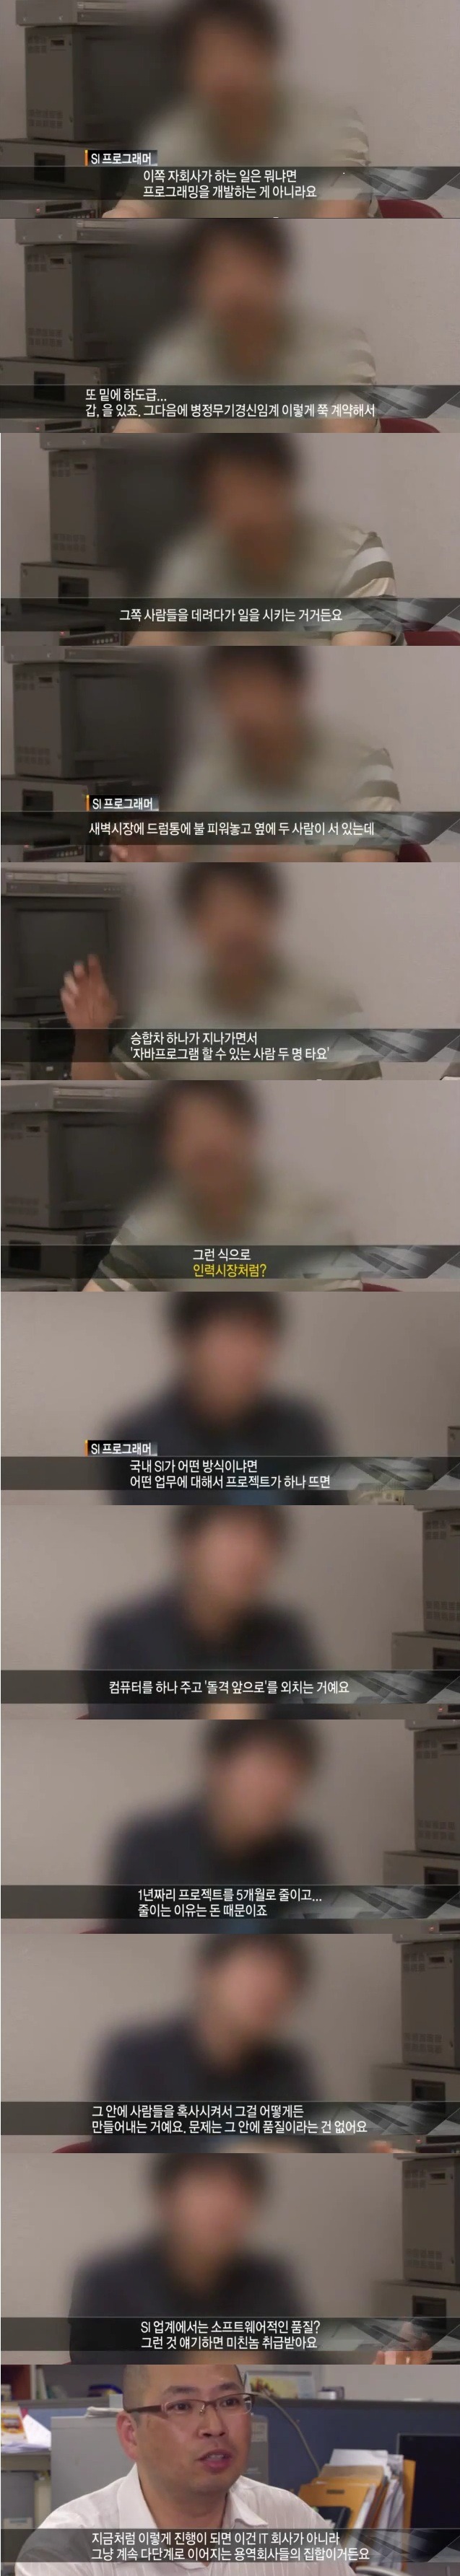 SI 프로그래머
이쪽 자회사가 하는 일은 뭐냐면
프로그래밍을 개발하는 게 아니라요
또 밑에 하도급...
갑, 을 있죠. 그다음에 병정무기경신임계 이렇게 쭉 계약해서
그쪽 사람들을 데려다가 일을 시키는 거거든요
SI 프로그래머
새벽시장에 드럼통에 불 피워놓고 옆에 두 사람이 서 있는데
승합차 하나가 지나가면서
'자바프로그램 할 수 있는 사람 두 명 타요'
그런 식으로
인력시장처럼?
SI 프로그래머
국내 SI가 어떤 방식이냐면
어떤 업무에 대해서 프로젝트가 하나 뜨면
컴퓨터를 하나 주고 '돌격 앞으로'를 외치는 거예요
1년짜리 프로젝트를 5개월로 줄이고...
줄이는 이유는 돈 때문이죠
그 안에 사람들을 혹사시켜서 그걸 어떻게든
만들어내는 거예요. 문제는 그 안에 품질이라는 건 없어요
SI 업계에서는 소프트웨어적인 품질?
그런 것 얘기하면 미친놈 취급받아요
지금처럼 이렇게 진행이 되면 이건 IT 회사가 아니라
그냥 계속 다단계로 이어지는 용역회사들의 집합이거든요